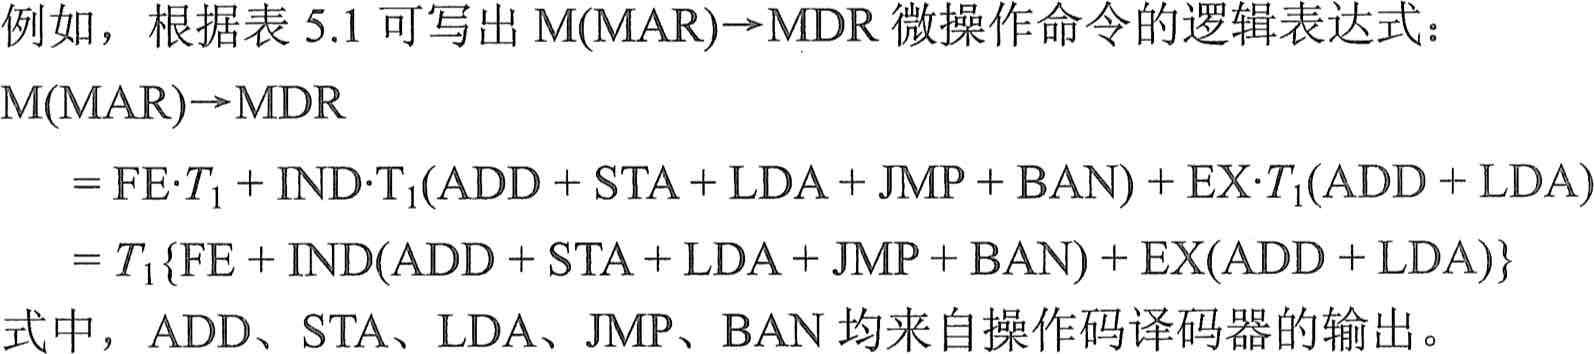 例如，根据表 5.1 可写出 M(MAR)→MDR 微操作命令的逻辑表达式：
M(MAR)→MDR
= FE·T₁ + IND·T₁(ADD + STA + LDA + JMP + BAN) + EX·T₁(ADD + LDA)
= T₁{FE + IND(ADD + STA + LDA + JMP + BAN) + EX(ADD + LDA)}
式中，ADD、STA、LDA、JMP、BAN 均来自操作码译码器的输出。